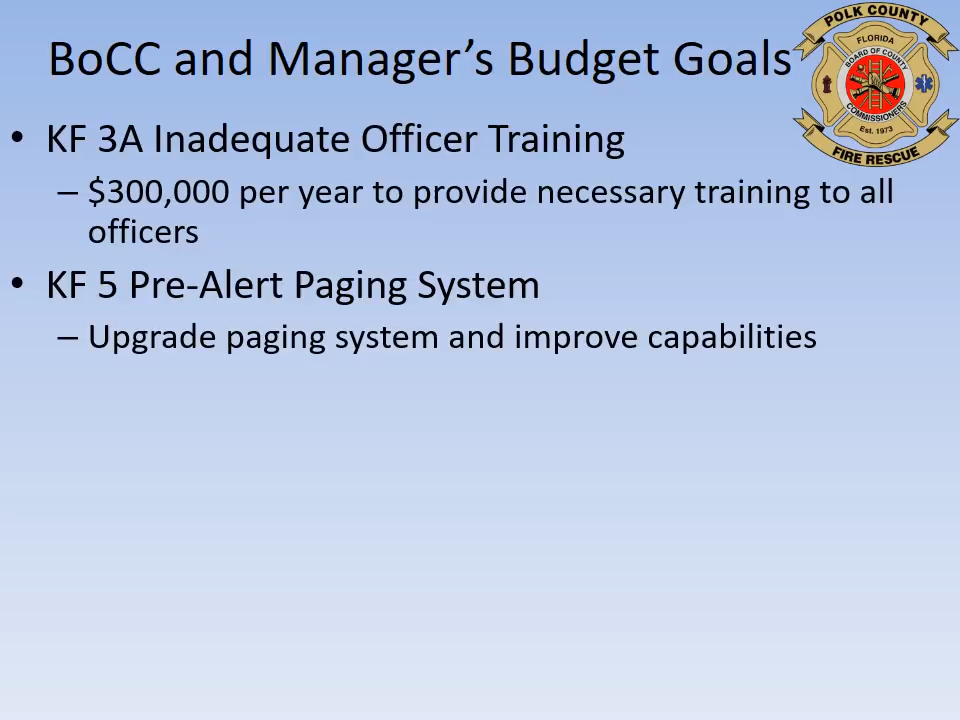 BoCC and Manager’s Budget Goals
POLK COUNTY
FLORIDA
BOARD OF COUNTY
COMMISSIONERS
Est. 1973
FIRE RESCUE
• KF 3A Inadequate Officer Training
– $300,000 per year to provide necessary training to all
officers
• KF 5 Pre-Alert Paging System
– Upgrade paging system and improve capabilities